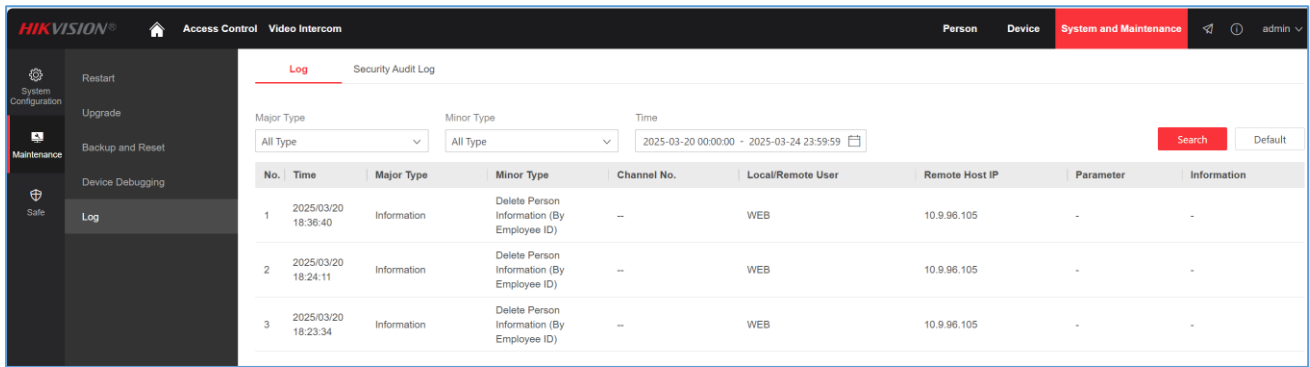 HIKVISION® Access Control Video Intercom Person Device System and Maintenance admin
System
Configuration
Maintenance
Safe
Restart
Upgrade
Backup and Reset
Device Debugging
Log
Log Security Audit Log
Major Type Minor Type Time
All Type All Type 2025-03-20 00:00:00 - 2025-03-24 23:59:59 Search Default
No. Time Major Type Minor Type Channel No. Local/Remote User Remote Host IP Parameter Information
1 2025/03/20 18:36:40 Information Delete Person Information (By Employee ID) -- WEB 10.9.96.105 - -
2 2025/03/20 18:24:11 Information Delete Person Information (By Employee ID) -- WEB 10.9.96.105 - -
3 2025/03/20 18:23:34 Information Delete Person Information (By Employee ID) -- WEB 10.9.96.105 - -